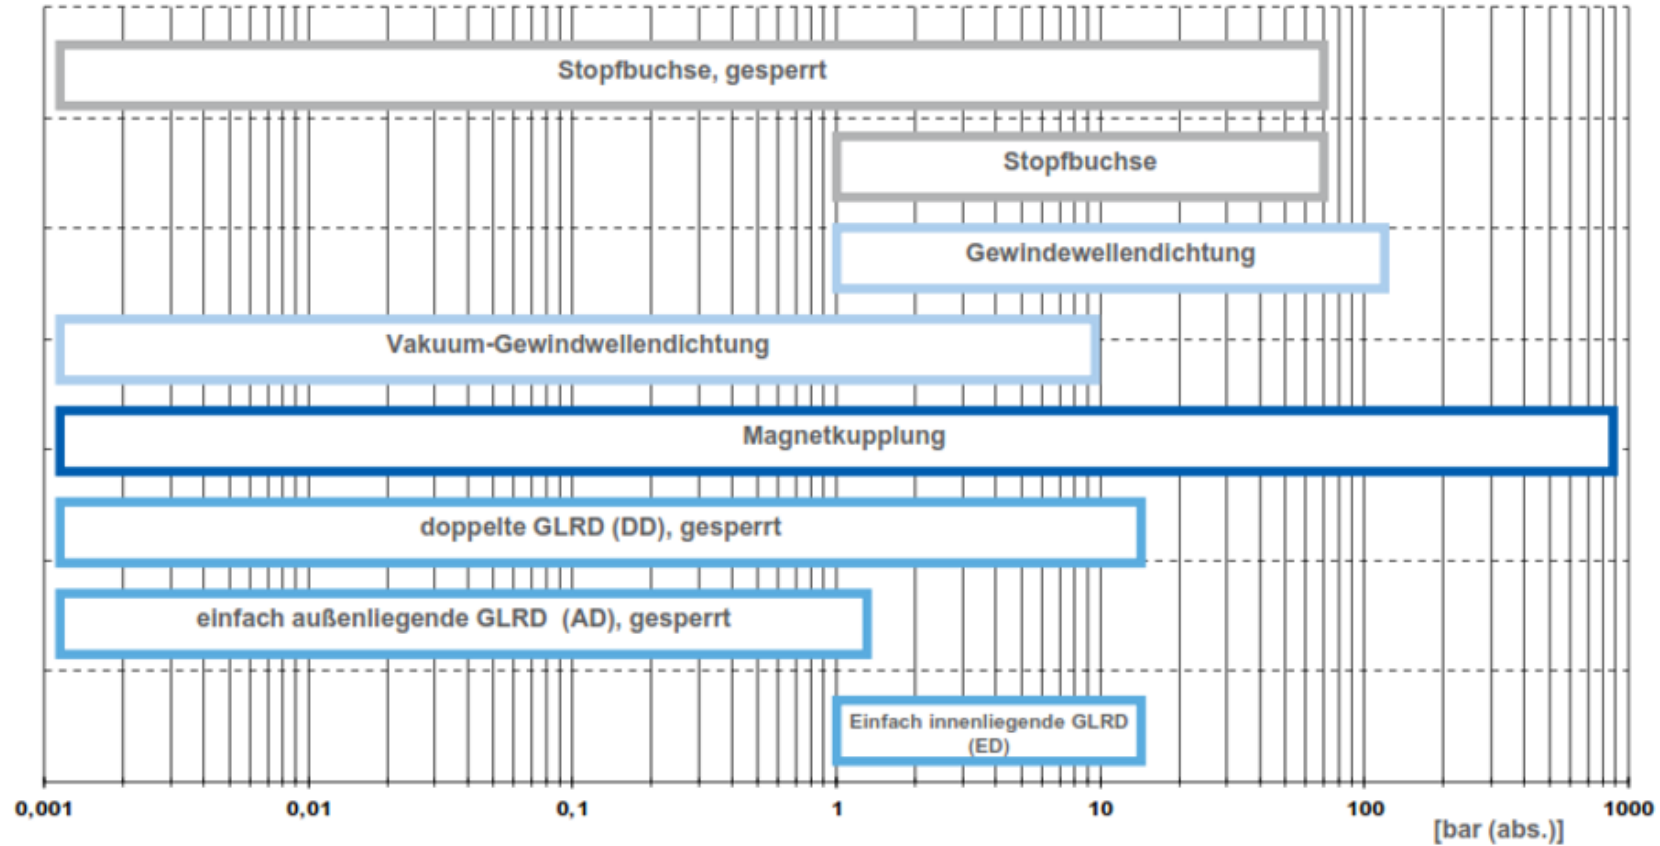 Stopfbuchse, gesperrt
Stopfbuchse
Gewindewellendichtung
Vakuum-Gewindwellendichtung
Magnetkupplung
doppelte GLRD (DD), gesperrt
einfach außenliegende GLRD (AD), gesperrt
Einfach innenliegende GLRD
(ED)
0,001 0,01 0,1 1 10 100 1000
[bar (abs.)]